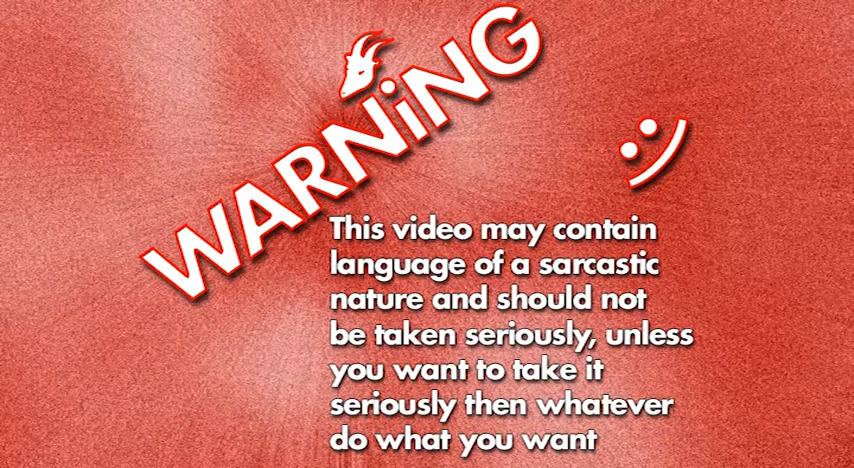 WARNiNG
:)
This video may contain
language of a sarcastic
nature and should not
be taken seriously, unless
you want to take it
seriously then whatever
do what you want